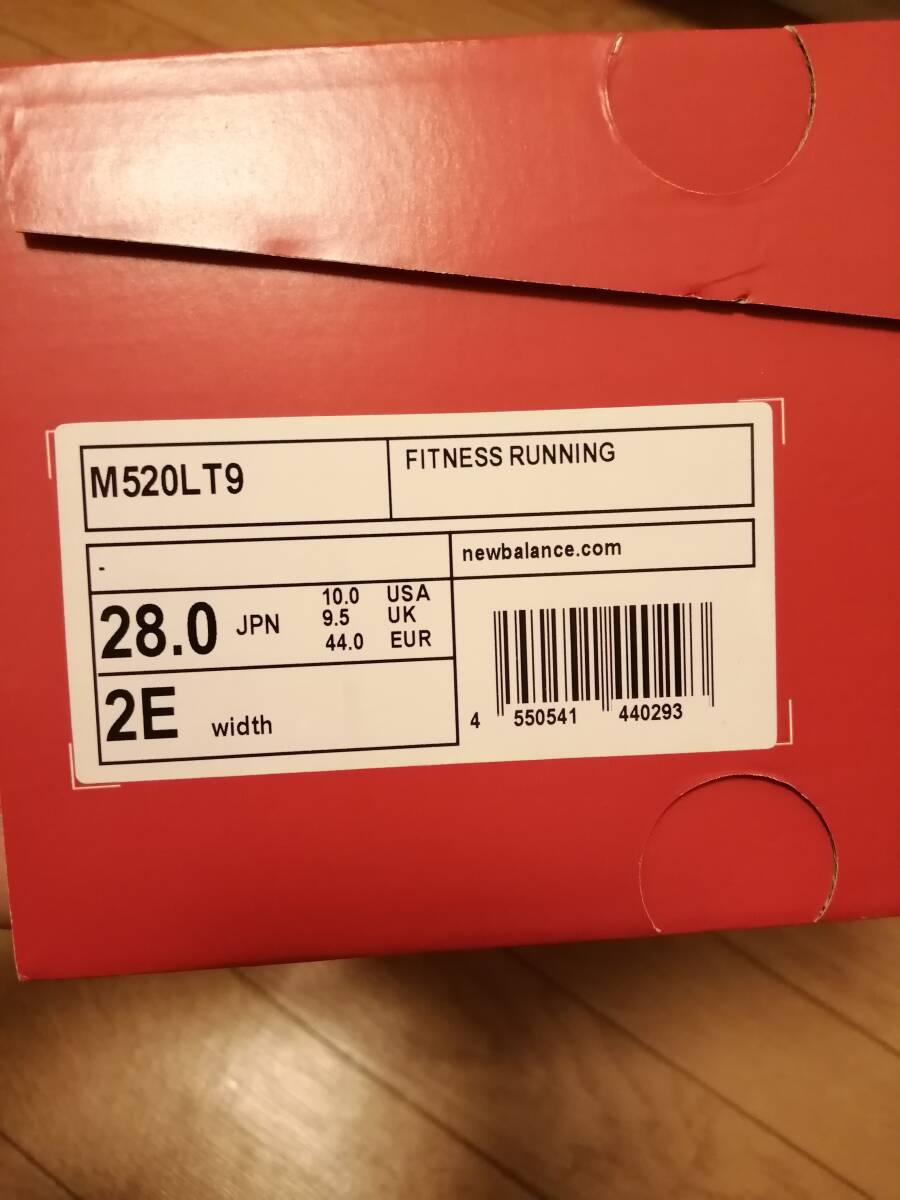 M520LT9
FITNESS RUNNING
-
newbalance.com
28.0 JPN
10.0 USA
9.5 UK
44.0 EUR
2E width
4 550541 440293